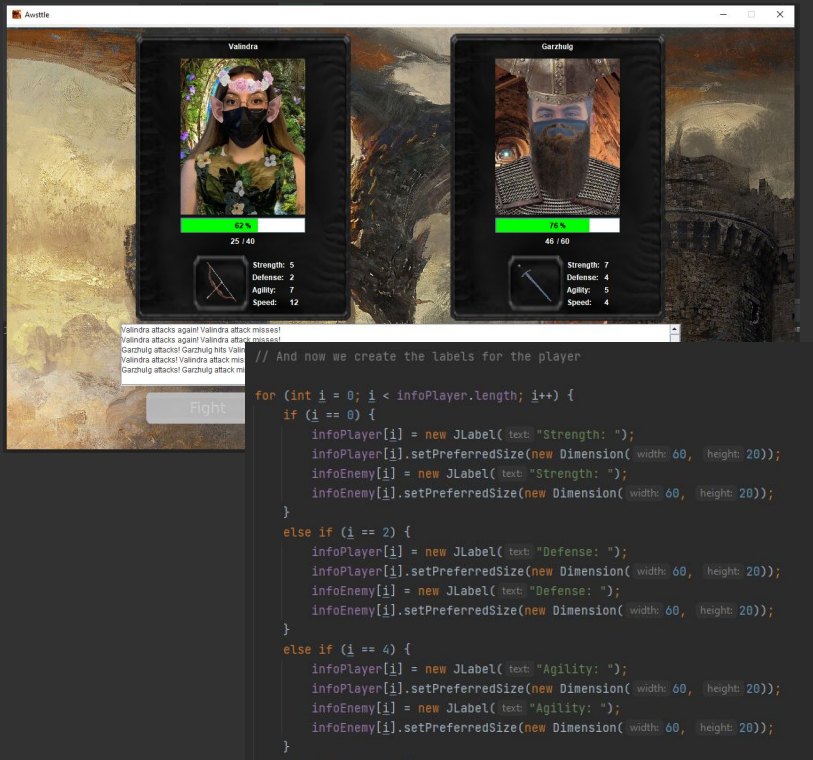 Awsttle
Valindra
62 %
25 / 40
Strength: 5
Defense: 2
Agility: 7
Speed: 12
Garzhulg
76 %
46 / 60
Strength: 7
Defense: 4
Agility: 5
Speed: 4
Valindra attacks again! Valindra attack misses!
Valindra attacks again! Valindra attack misses!
Garzhulg attacks! Garzhulg hits Valin
Valindra attacks! Valindra attack mis
Garzhulg attacks! Garzhulg attack mi
Fight
// And now we create the labels for the player
for (int i = 0; i < infoPlayer.length; i++) {
if (i == 0) {
infoPlayer[i] = new JLabel( text: "Strength: ");
infoPlayer[i].setPreferredSize(new Dimension( width: 60, height: 20));
infoEnemy[i] = new JLabel( text: "Strength: ");
infoEnemy[i].setPreferredSize(new Dimension( width: 60, height: 20));
}
else if (i == 2) {
infoPlayer[i] = new JLabel( text: "Defense: ");
infoPlayer[i].setPreferredSize(new Dimension( width: 60, height: 20));
infoEnemy[i] = new JLabel( text: "Defense: ");
infoEnemy[i].setPreferredSize(new Dimension( width: 60, height: 20));
}
else if (i == 4) {
infoPlayer[i] = new JLabel( text: "Agility: ");
infoPlayer[i].setPreferredSize(new Dimension( width: 60, height: 20));
infoEnemy[i] = new JLabel( text: "Agility: ");
infoEnemy[i].setPreferredSize(new Dimension( width: 60, height: 20));
}